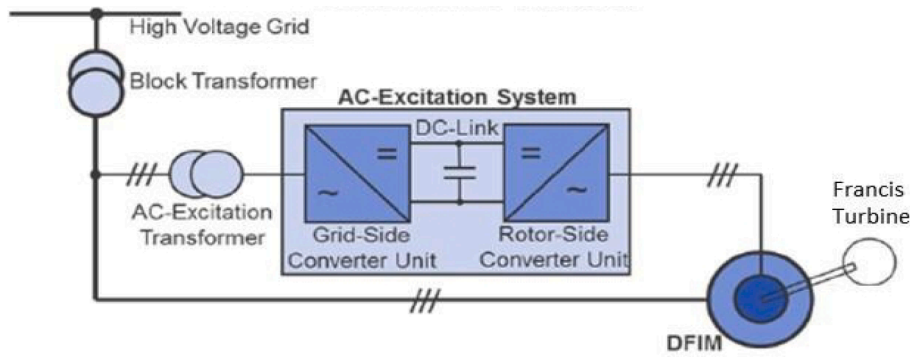 High Voltage Grid
Block Transformer
AC-Excitation System
DC-Link
=
~
=
~
AC-Excitation
Transformer
Grid-Side
Converter Unit
Rotor-Side
Converter Unit
Francis
Turbine
DFIM